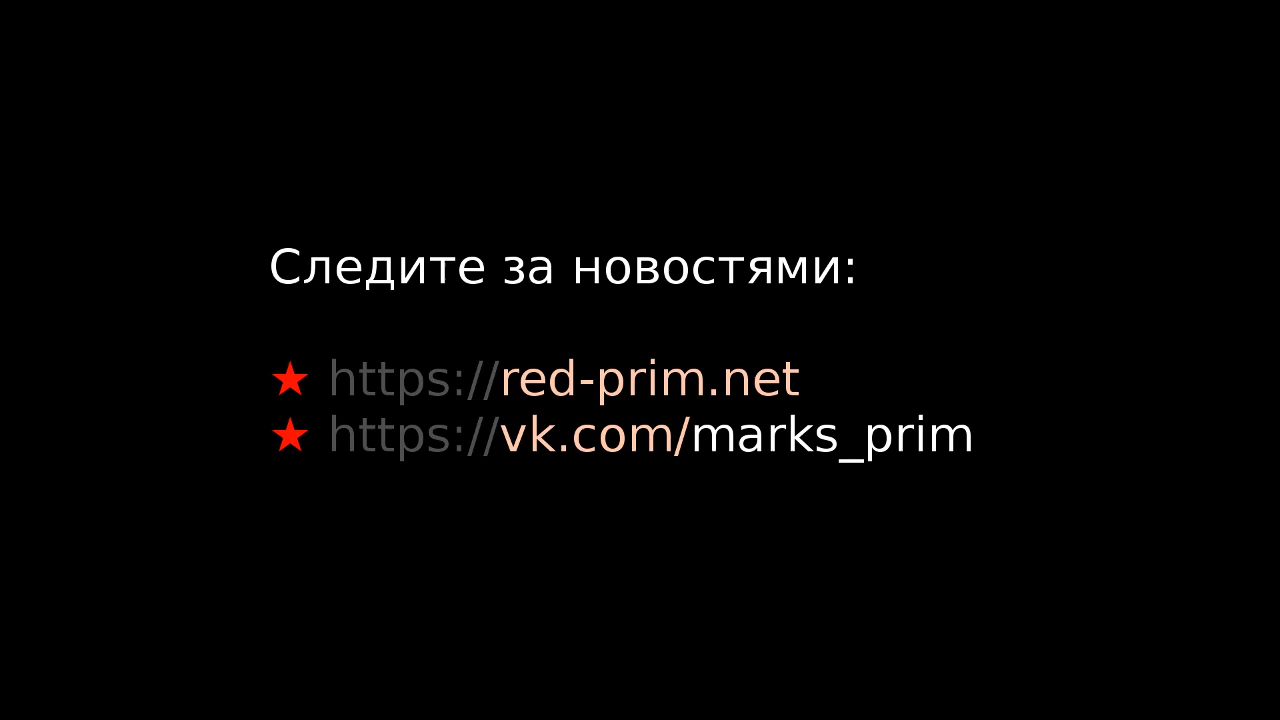 Следите за новостями:
★ https://red-prim.net
★ https://vk.com/marks_prim